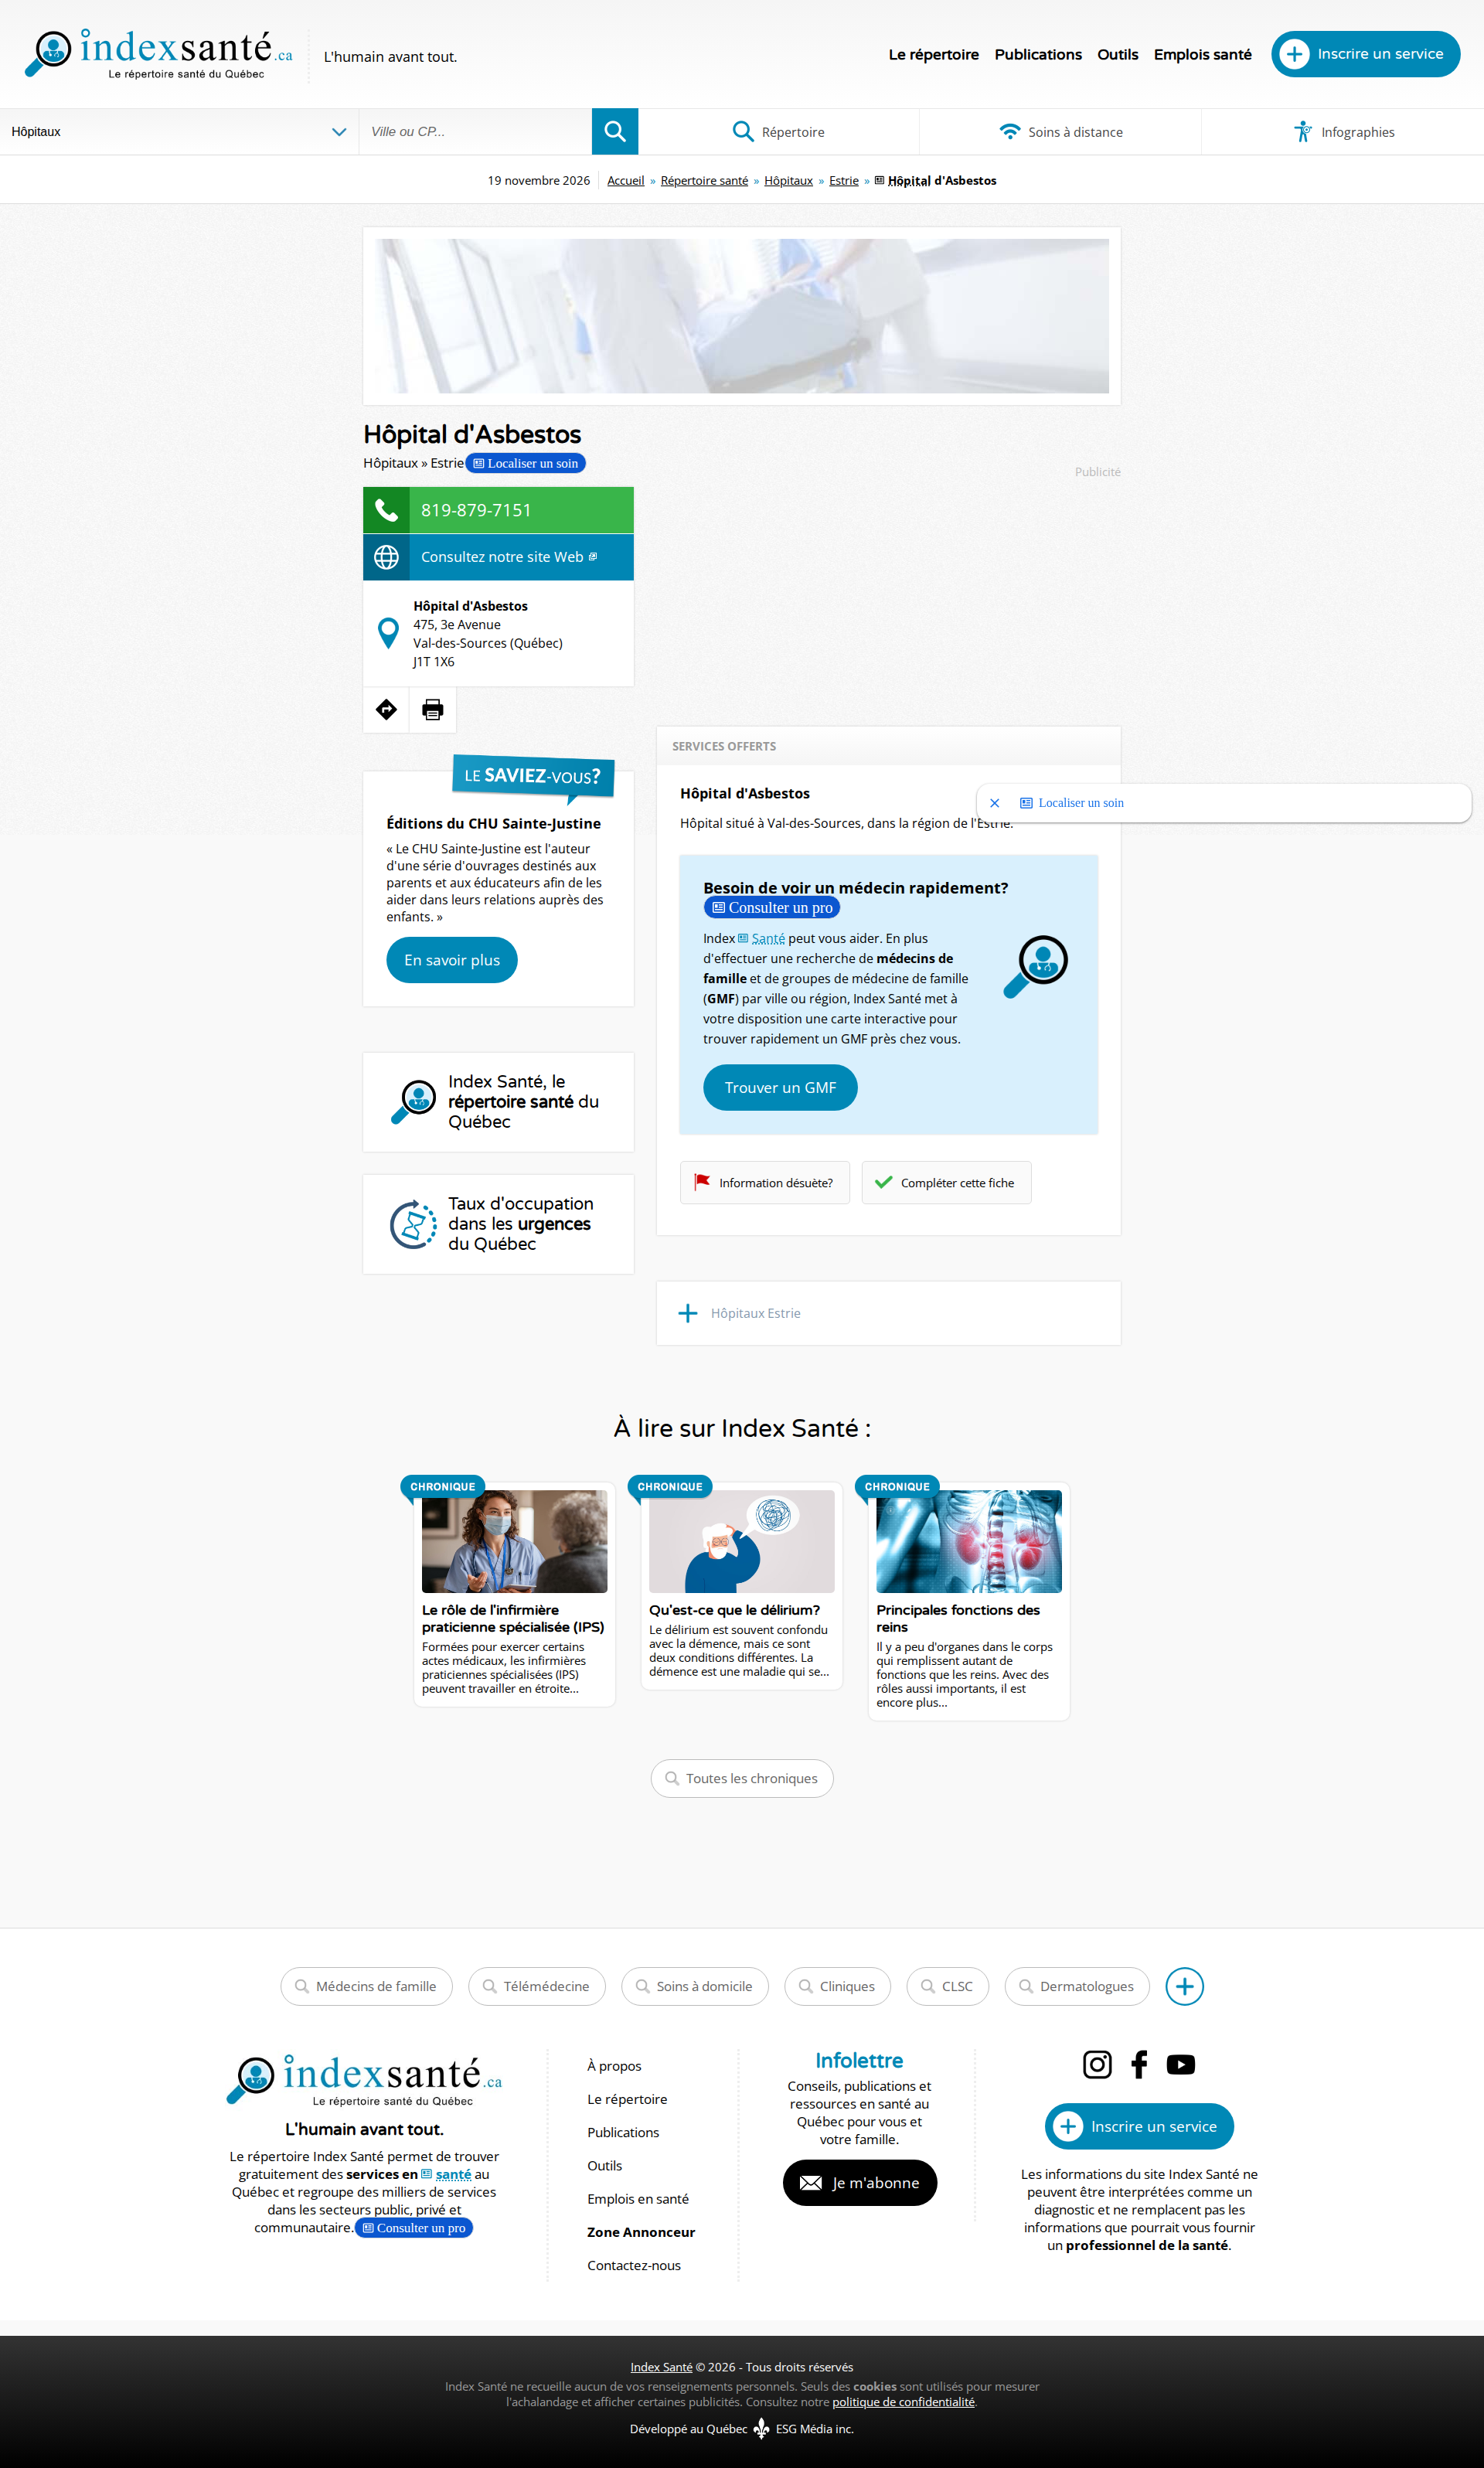 indexsanté.ca
Le répertoire santé du Québec
L'humain avant tout.
Le répertoire
Publications
Outils
Emplois santé
Inscrire un service
Hôpitaux
Ville ou CP...
Répertoire
Soins à distance
Infographies
19 novembre 2026
Accueil » Répertoire santé » Hôpitaux » Estrie » Hôpital d'Asbestos
Hôpital d'Asbestos
Hôpitaux » Estrie Localiser un soin
Publicité
819-879-7151
Consultez notre site Web
Hôpital d'Asbestos
475, 3e Avenue
Val-des-Sources (Québec)
J1T 1X6
LE SAVIEZ-VOUS?
Éditions du CHU Sainte-Justine
« Le CHU Sainte-Justine est l'auteur
d'une série d'ouvrages destinés aux
parents et aux éducateurs afin de les
aider dans leurs relations auprès des
enfants. »
En savoir plus
Index Santé, le
répertoire santé du
Québec
Taux d'occupation
dans les urgences
du Québec
SERVICES OFFERTS
Hôpital d'Asbestos
Localiser un soin
Hôpital situé à Val-des-Sources, dans la région de l'Estrie.
Besoin de voir un médecin rapidement?
Consulter un pro
Index Santé peut vous aider. En plus
d'effectuer une recherche de médecins de
famille et de groupes de médecine de famille
(GMF) par ville ou région, Index Santé met à
votre disposition une carte interactive pour
trouver rapidement un GMF près chez vous.
Trouver un GMF
Information désuète?
Compléter cette fiche
Hôpitaux Estrie
À lire sur Index Santé :
CHRONIQUE
Le rôle de l'infirmière
praticienne spécialisée (IPS)
Formées pour exercer certains
actes médicaux, les infirmières
praticiennes spécialisées (IPS)
peuvent travailler en étroite...
CHRONIQUE
Qu'est-ce que le délirium?
Le délirium est souvent confondu
avec la démence, mais ce sont
deux conditions différentes. La
démence est une maladie qui se...
CHRONIQUE
Principales fonctions des
reins
Il y a peu d'organes dans le corps
qui remplissent autant de
fonctions que les reins. Avec des
rôles aussi importants, il est
encore plus...
Toutes les chroniques
Médecins de famille
Télémédecine
Soins à domicile
Cliniques
CLSC
Dermatologues
indexsanté.ca
Le répertoire santé du Québec
L'humain avant tout.
Le répertoire Index Santé permet de trouver
gratuitement des services en santé au
Québec et regroupe des milliers de services
dans les secteurs public, privé et
communautaire. Consulter un pro
À propos
Le répertoire
Publications
Outils
Emplois en santé
Zone Annonceur
Contactez-nous
Infolettre
Conseils, publications et
ressources en santé au
Québec pour vous et
votre famille.
Je m'abonne
Inscrire un service
Les informations du site Index Santé ne
peuvent être interprétées comme un
diagnostic et ne remplacent pas les
informations que pourrait vous fournir
un professionnel de la santé.
Index Santé © 2026 - Tous droits réservés
Index Santé ne recueille aucun de vos renseignements personnels. Seuls des cookies sont utilisés pour mesurer
l'achalandage et afficher certaines publicités. Consultez notre politique de confidentialité.
Développé au Québec ESG Média inc.